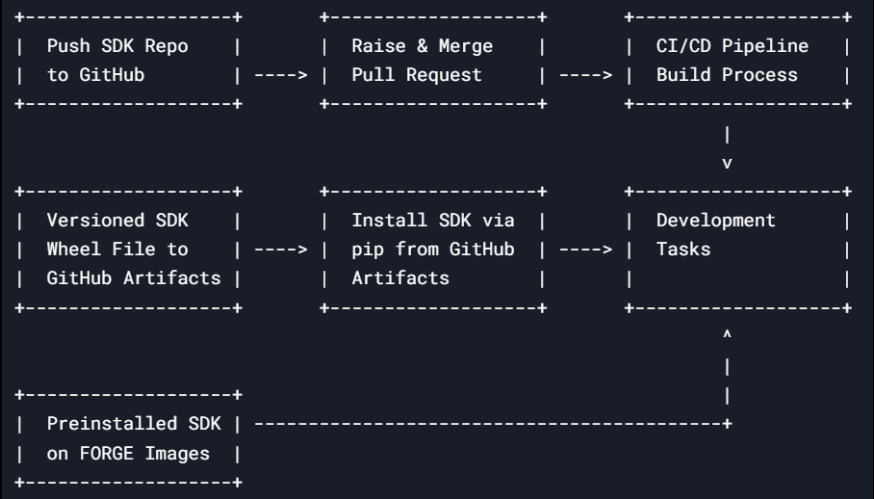 +-------------------+       +-------------------+       +-------------------+
|  Push SDK Repo    |       |  Raise & Merge    |       |  CI/CD Pipeline   |
|  to GitHub        | ----> |  Pull Request     | ----> |  Build Process    |
+-------------------+       +-------------------+       +-------------------+
                                                                 |
                                                                 v
+-------------------+       +-------------------+       +-------------------+
|  Versioned SDK    |       |  Install SDK via  |       |  Development      |
|  Wheel File to    | ----> |  pip from GitHub  | ----> |  Tasks            |
|  GitHub Artifacts |       |  Artifacts        |       |                   |
+-------------------+       +-------------------+       +-------------------+
                                                                 ^
                                                                 |
+-------------------+                                            |
|  Preinstalled SDK | -------------------------------------------+
|  on FORGE Images  |
+-------------------+